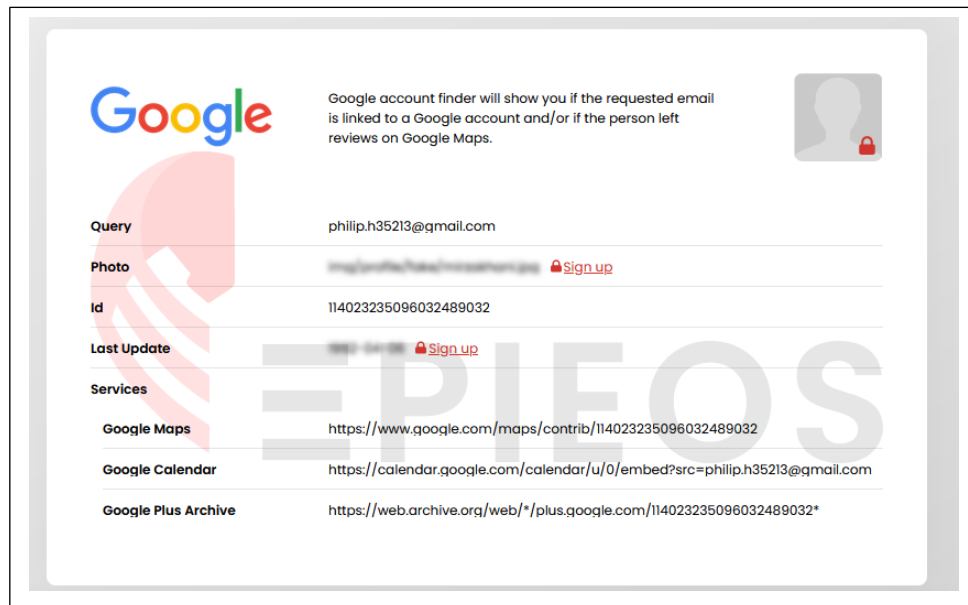 Google
Google account finder will show you if the requested email
is linked to a Google account and/or if the person left
reviews on Google Maps.
Query philip.h35213@gmail.com
Photo Sign up
Id 114023235096032489032
Last Update Sign up
Services
EPIEOS
Google Maps https://www.google.com/maps/contrib/114023235096032489032
Google Calendar https://calendar.google.com/calendar/u/0/embed?src=philip.h35213@gmail.com
Google Plus Archive https://web.archive.org/web/*/plus.google.com/114023235096032489032*